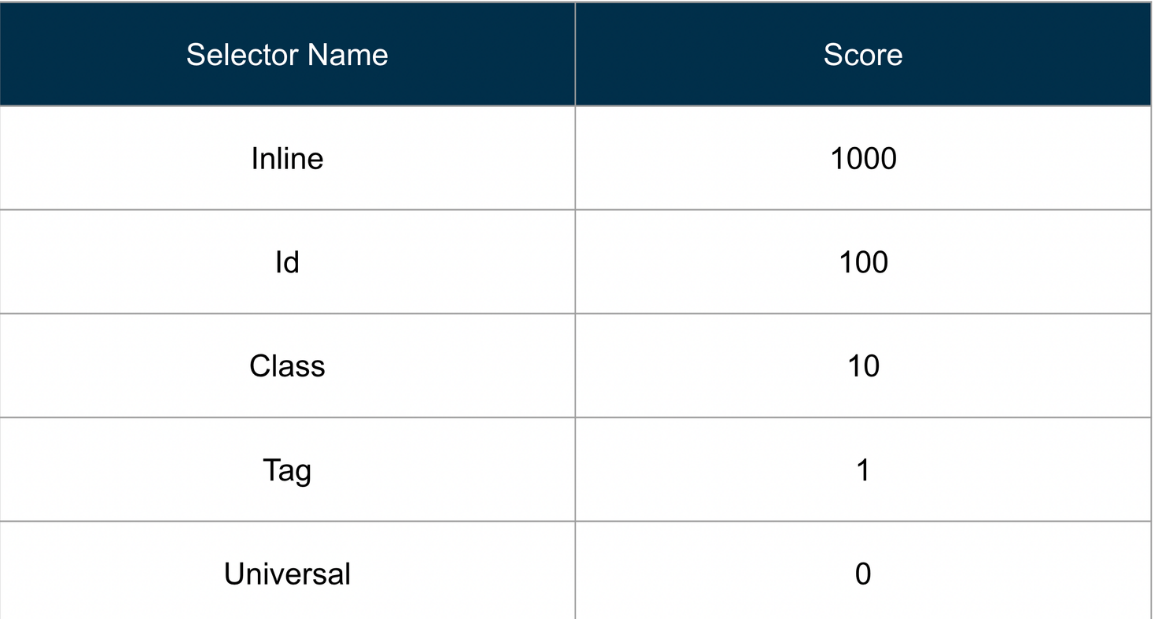 Selector Name Score
Inline 1000
Id 100
Class 10
Tag 1
Universal 0